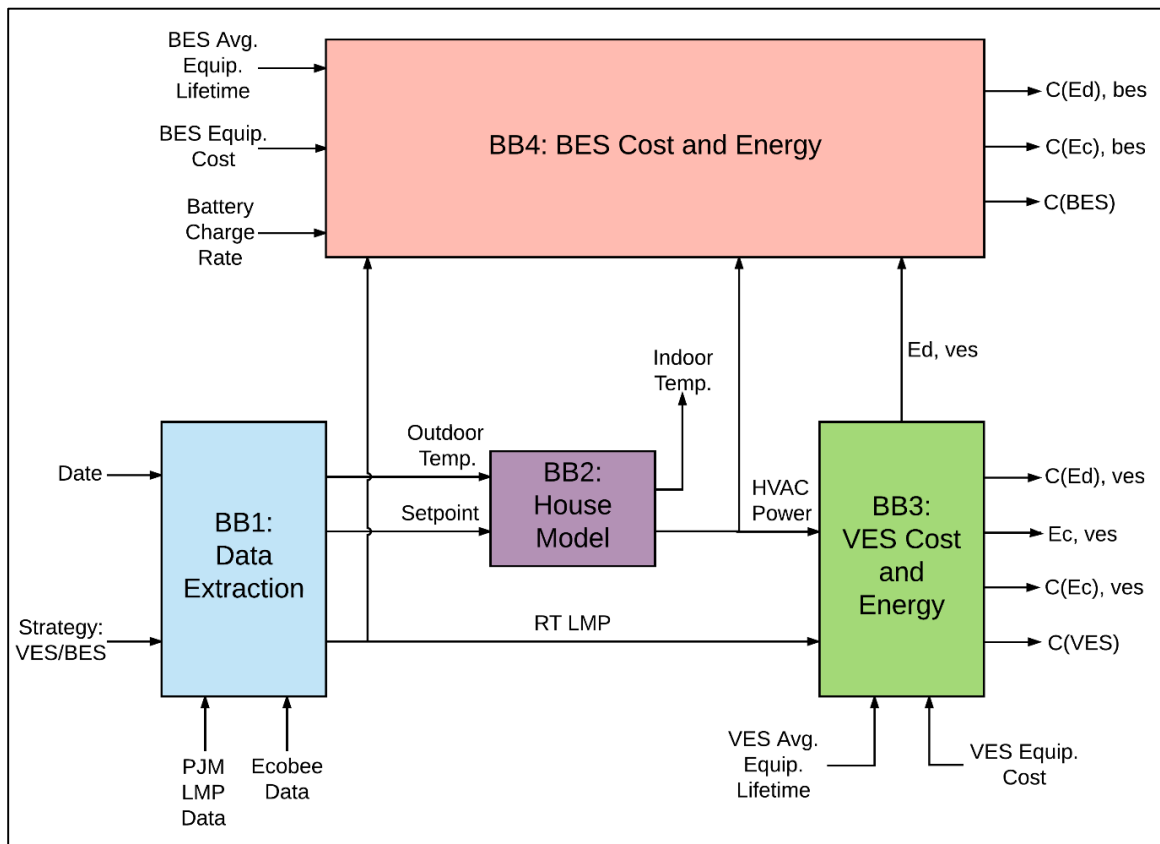 BES Avg.
Equip.
Lifetime
BES Equip.
Cost
Battery
Charge
Rate
BB4: BES Cost and Energy
C(Ed), bes
C(Ec), bes
C(BES)
Ed, ves
Indoor
Temp.
Outdoor
Temp.
Setpoint
Date
Strategy:
VES/BES
BB1:
Data
Extraction
BB2:
House
Model
HVAC
Power
RT LMP
BB3:
VES Cost
and
Energy
C(Ed), ves
Ec, ves
C(Ec), ves
C(VES)
PJM
LMP
Data
Ecobee
Data
VES Avg.
Equip.
Lifetime
VES Equip.
Cost